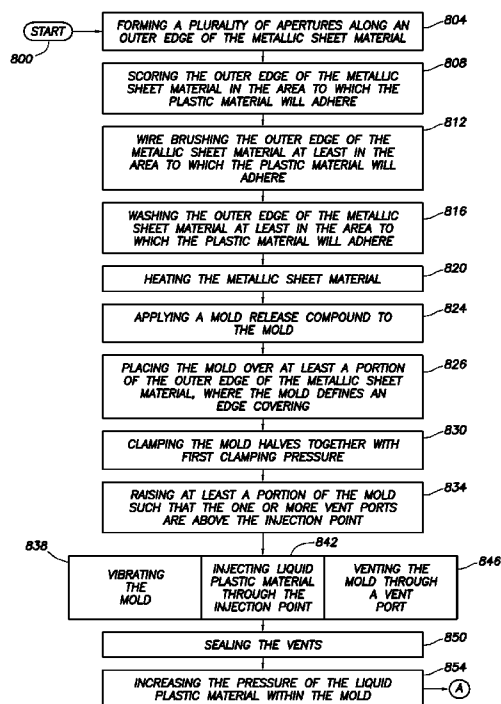 START
800
FORMING A PLURALITY OF APERTURES ALONG AN
OUTER EDGE OF THE METALLIC SHEET MATERIAL
804
SCORING THE OUTER EDGE OF THE METALLIC
SHEET MATERIAL IN THE AREA TO WHICH THE
PLASTIC MATERIAL WILL ADHERE
808
WIRE BRUSHING THE OUTER EDGE OF THE
METALLIC SHEET MATERIAL AT LEAST IN THE
AREA TO WHICH THE PLASTIC MATERIAL WILL
ADHERE
812
WASHING THE OUTER EDGE OF THE METALLIC
SHEET MATERIAL AT LEAST IN THE AREA TO
WHICH THE PLASTIC MATERIAL WILL ADHERE
816
HEATING THE METALLIC SHEET MATERIAL
820
APPLYING A MOLD RELEASE COMPOUND TO
THE MOLD
824
PLACING THE MOLD OVER AT LEAST A PORTION
OF THE OUTER EDGE OF THE METALLIC SHEET
MATERIAL, WHERE THE MOLD DEFINES AN
EDGE COVERING
826
CLAMPING THE MOLD HALVES TOGETHER WITH
FIRST CLAMPING PRESSURE
830
RAISING AT LEAST A PORTION OF THE MOLD
SUCH THAT THE ONE OR MORE VENT PORTS
ARE ABOVE THE INJECTION POINT
834
838
VIBRATING
THE
MOLD
842
INJECTING LIQUID
PLASTIC MATERIAL
THROUGH THE
INJECTION POINT
VENTING THE
MOLD THROUGH
A VENT
PORT
846
SEALING THE VENTS
850
INCREASING THE PRESSURE OF THE LIQUID
PLASTIC MATERIAL WITHIN THE MOLD
854
A